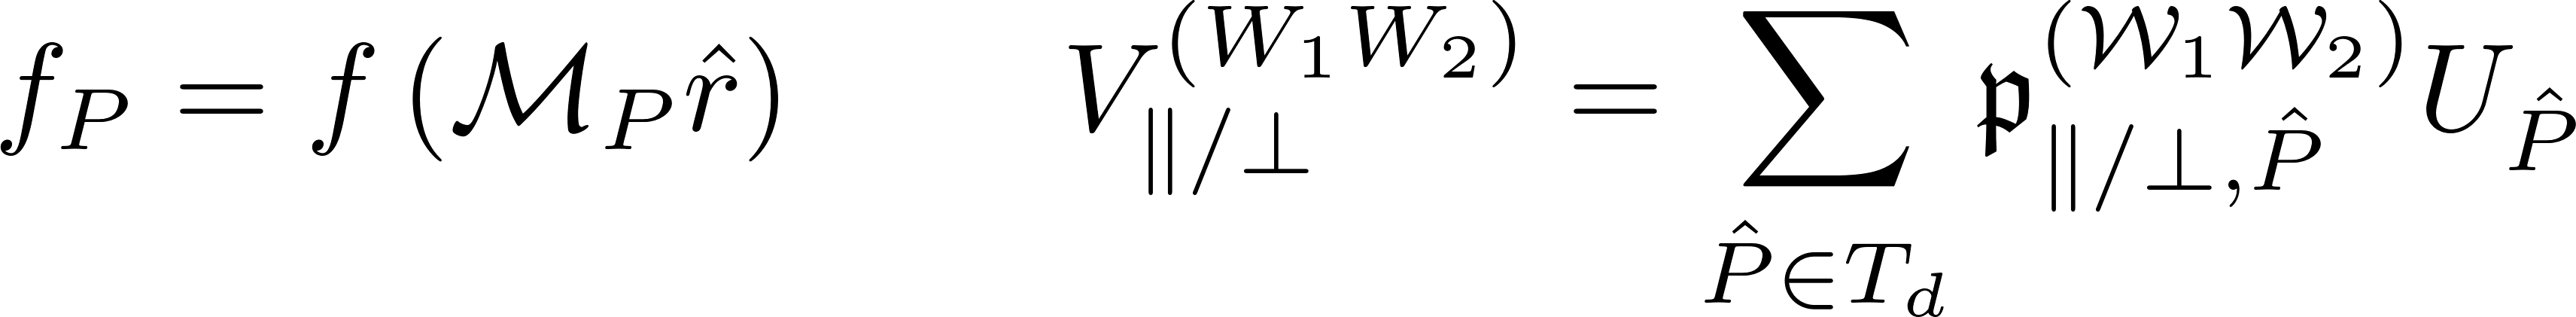 f_P = f (\mathcal{M}_P \hat{r}) \qquad V_{\parallel/\perp}^{(W_1 W_2)} = \sum_{\hat{P} \in T_d} \mathfrak{p}_{\parallel/\perp, \hat{P}}^{(\mathcal{W}_1 \mathcal{W}_2)} U_{\hat{P}}